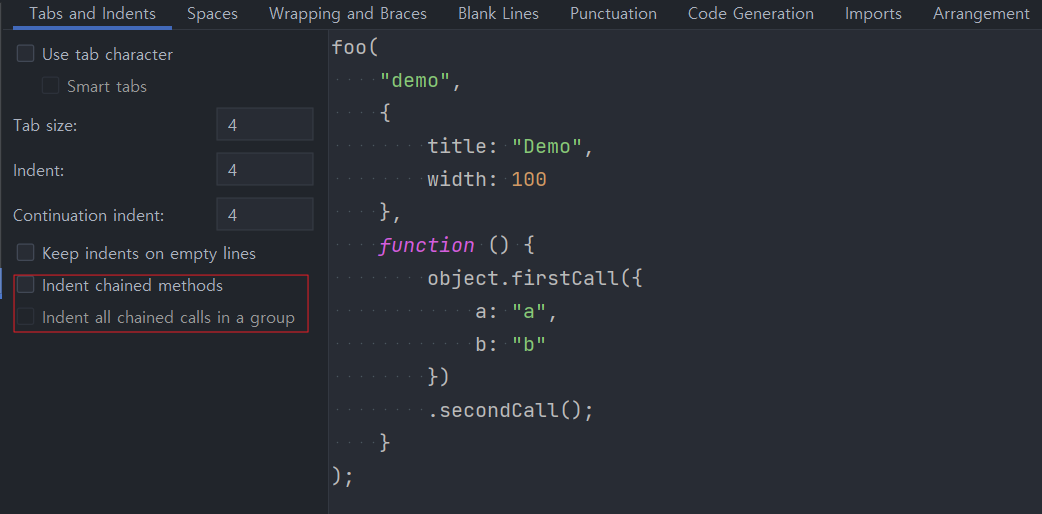 Tabs and Indents Spaces Wrapping and Braces Blank Lines Punctuation Code Generation Imports Arrangement
Use tab character
Smart tabs
Tab size: 4
Indent: 4
Continuation indent: 4
Keep indents on empty lines
Indent chained methods
Indent all chained calls in a group
foo(
    "demo",
    {
        title: "Demo",
        width: 100
    },
    function () {
        object.firstCall({
            a: "a",
            b: "b"
        })
        .secondCall();
    }
);